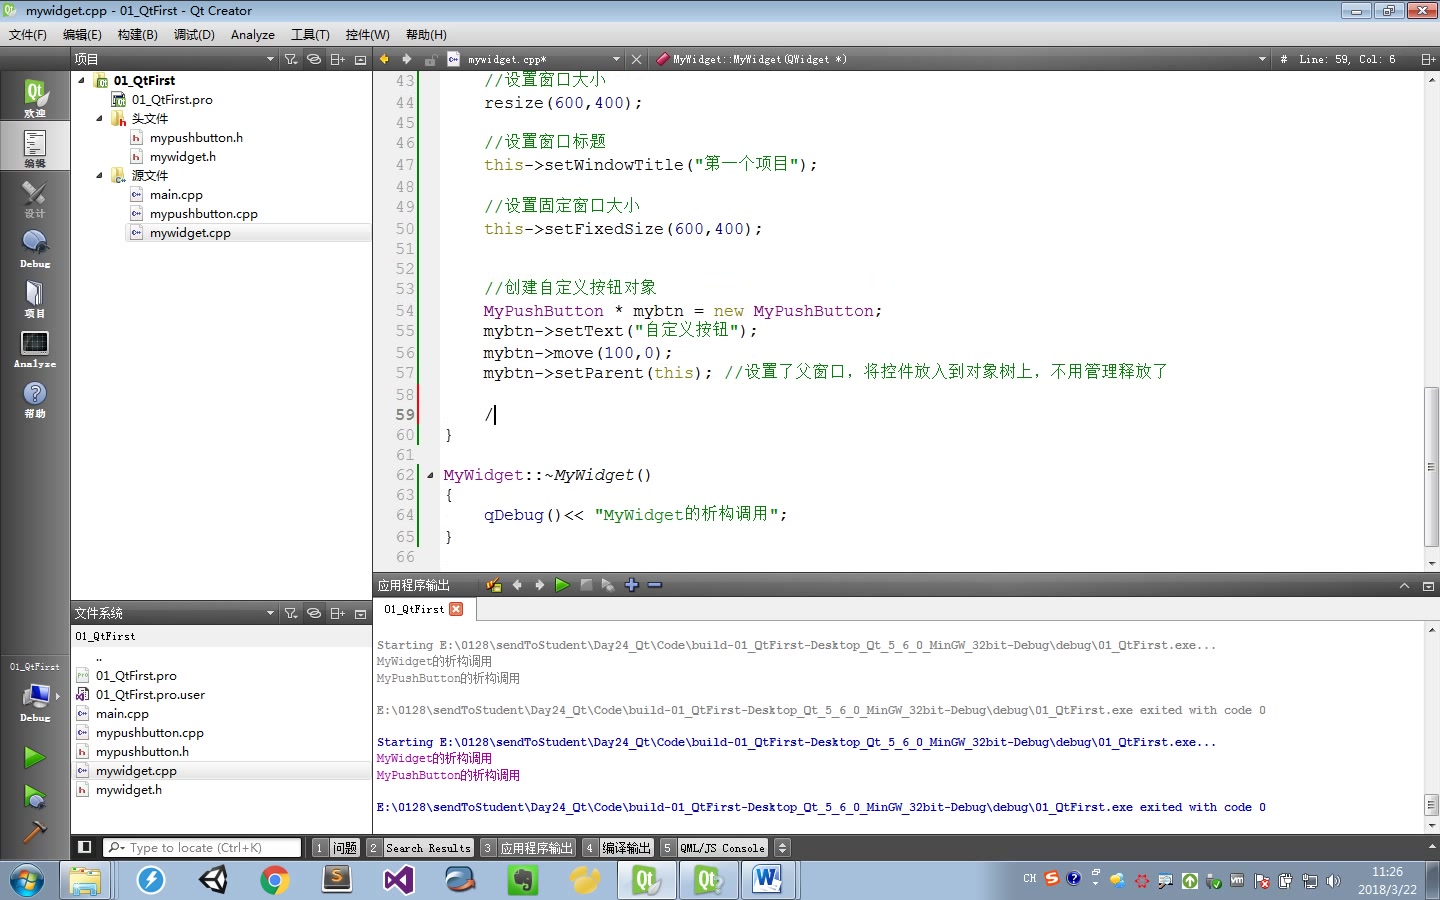 mywidget.cpp - 01_QtFirst - Qt Creator
文件(F) 编辑(E) 构建(B) 调试(D) Analyze 工具(T) 控件(W) 帮助(H)
项目
mywidget.cpp*
MyWidget::MyWidget(QWidget *)
# Line: 59, Col: 6
欢迎
编辑
设计
Debug
项目
Analyze
帮助
01_QtFirst
Debug
01_QtFirst
01_QtFirst.pro
头文件
mypushbutton.h
mywidget.h
源文件
main.cpp
mypushbutton.cpp
mywidget.cpp
43 //设置窗口大小
44 resize(600,400);
45
46 //设置窗口标题
47 this->setWindowTitle("第一个项目");
48
49 //设置固定窗口大小
50 this->setFixedSize(600,400);
51
52
53 //创建自定义按钮对象
54 MyPushButton * mybtn = new MyPushButton;
55 mybtn->setText("自定义按钮");
56 mybtn->move(100,0);
57 mybtn->setParent(this); //设置了父窗口，将控件放入到对象树上，不用管理释放了
58
59 /
60 }
61
62 MyWidget::~MyWidget()
63 {
64 qDebug()<< "MyWidget的析构调用";
65 }
66
文件系统
01_QtFirst
..
01_QtFirst.pro
01_QtFirst.pro.user
main.cpp
mypushbutton.cpp
mypushbutton.h
mywidget.cpp
mywidget.h
应用程序输出
01_QtFirst
Starting E:\0128\sendToStudent\Day24_Qt\Code\build-01_QtFirst-Desktop_Qt_5_6_0_MinGW_32bit-Debug\debug\01_QtFirst.exe...
MyWidget的析构调用
MyPushButton的析构调用
E:\0128\sendToStudent\Day24_Qt\Code\build-01_QtFirst-Desktop_Qt_5_6_0_MinGW_32bit-Debug\debug\01_QtFirst.exe exited with code 0
Starting E:\0128\sendToStudent\Day24_Qt\Code\build-01_QtFirst-Desktop_Qt_5_6_0_MinGW_32bit-Debug\debug\01_QtFirst.exe...
MyWidget的析构调用
MyPushButton的析构调用
E:\0128\sendToStudent\Day24_Qt\Code\build-01_QtFirst-Desktop_Qt_5_6_0_MinGW_32bit-Debug\debug\01_QtFirst.exe exited with code 0
Type to locate (Ctrl+K) 1 问题 2 Search Results 3 应用程序输出 4 编译输出 5 QML/JS Console
CH
11:26
2018/3/22